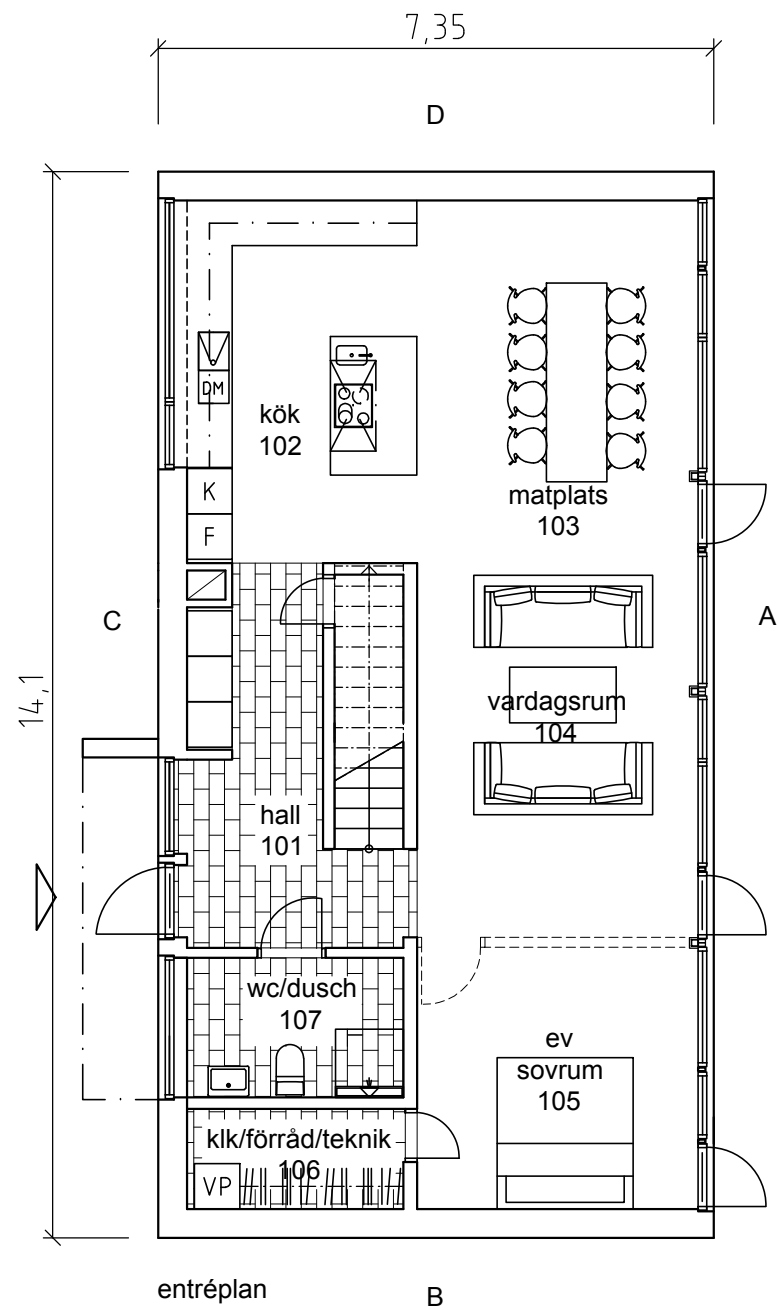 7,35
D
14,1
DM
kök
102
K
F
matplats
103
C
A
vardagsrum
104
hall
101
wc/dusch
107
ev
sovrum
105
klk/förråd/teknik
106
VP
entréplan
B